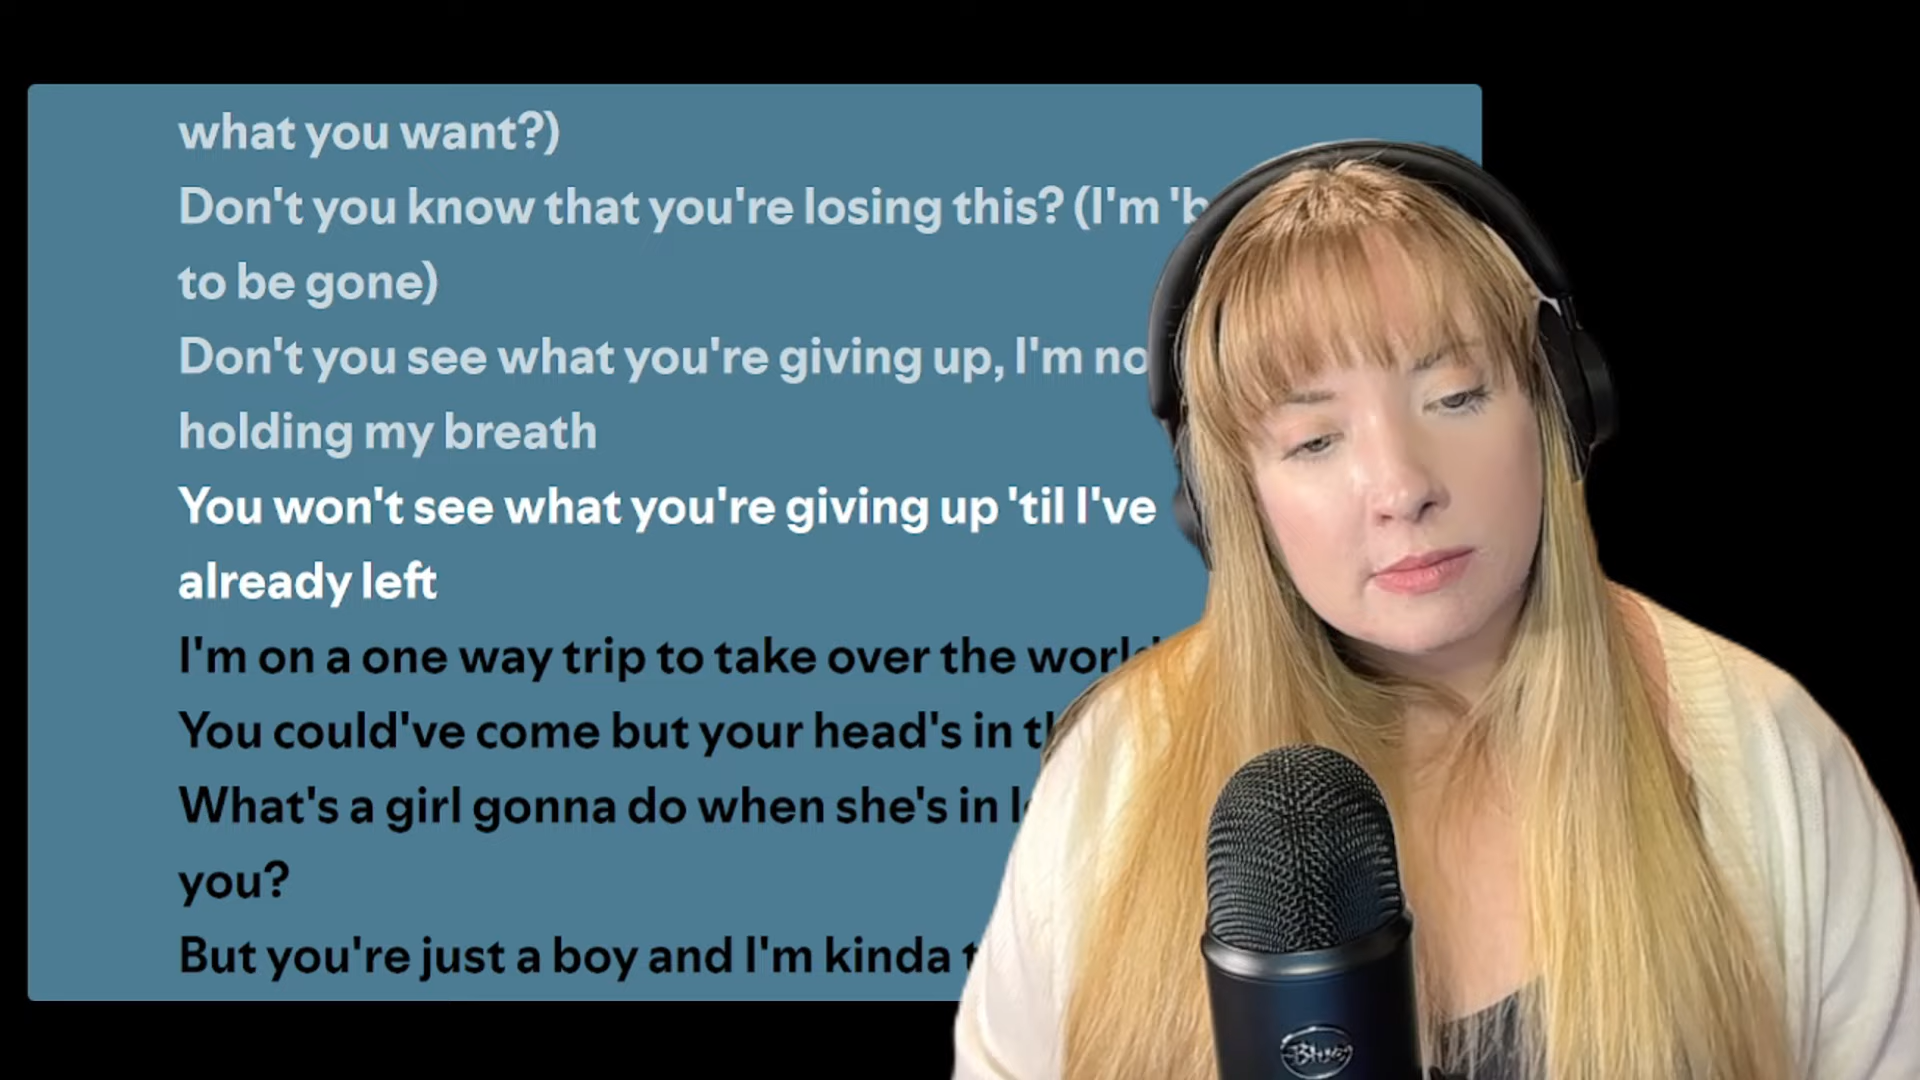 what you want?)
Don't you know that you're losing this? (I'm
to be gone)
Don't you see what you're giving up, I'm
holding my breath
You won't see what you're giving up 'til I've
already left
I'm on a one way trip to take over the
You could've come but your head's in
What's a girl gonna do when she's in
you?
But you're just a boy and I'm kinda
Blue